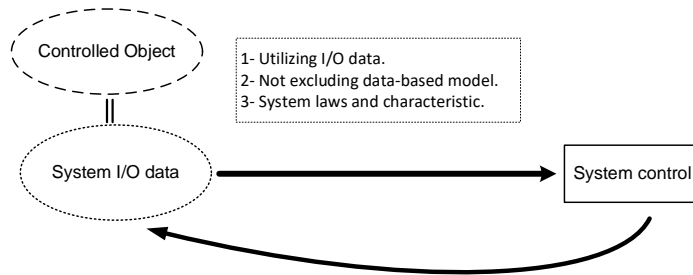 Controlled Object
1- Utilizing I/O data.
2- Not excluding data-based model.
3- System laws and characteristic.
System I/O data
System control